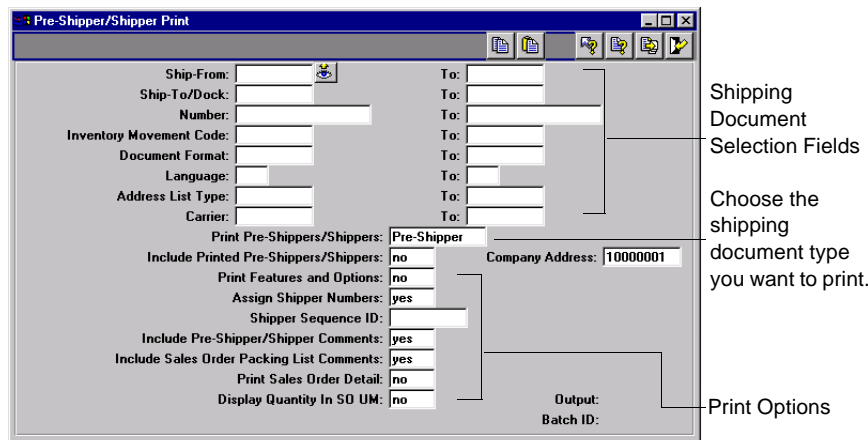 Pre-Shipper/Shipper Print
Ship-From: To:
Ship-To/Dock: To:
Number: To:
Inventory Movement Code: To:
Document Format: To:
Language: To:
Address List Type: To:
Carrier: To:
Print Pre-Shippers/Shippers: Pre-Shipper
Include Printed Pre-Shippers/Shippers: no Company Address: 10000001
Print Features and Options: no
Assign Shipper Numbers: yes
Shipper Sequence ID:
Include Pre-Shipper/Shipper Comments: yes
Include Sales Order Packing List Comments: yes
Print Sales Order Detail: no
Display Quantity In SO UM: no Output:
Batch ID:
Shipping
Document
Selection Fields
Choose the
shipping
document type
you want to print.
Print Options